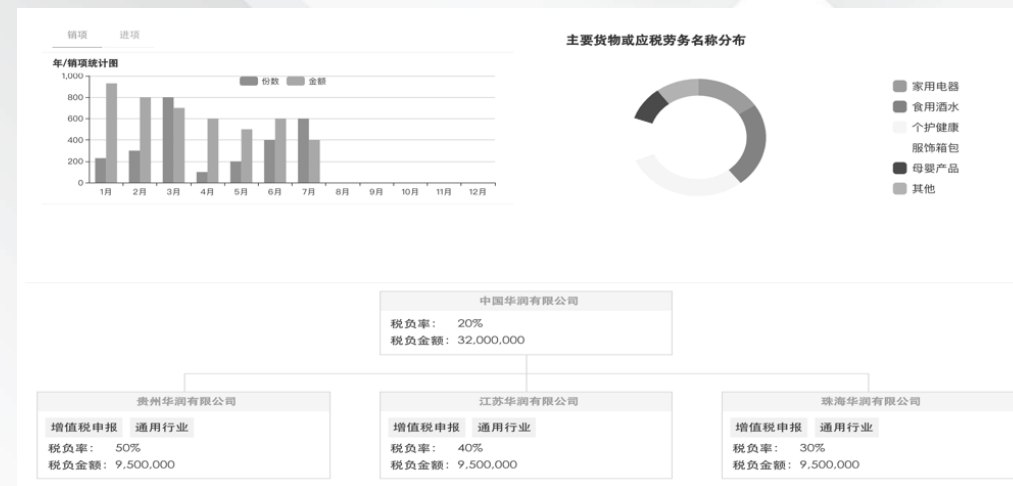 销项 进项
年/销项统计图
份数 金额
1,000
800
600
400
200
0
1月 2月 3月 4月 5月 6月 7月 8月 9月 10月 11月 12月
主要货物或应税劳务名称分布
家用电器
食用酒水
个护健康
服饰箱包
母婴产品
其他
中国华润有限公司
税负率: 20%
税负金额: 32,000,000
贵州华润有限公司
增值税申报 通用行业
税负率: 50%
税负金额: 9,500,000
江苏华润有限公司
增值税申报 通用行业
税负率: 40%
税负金额: 9,500,000
珠海华润有限公司
增值税申报 通用行业
税负率: 30%
税负金额: 9,500,000